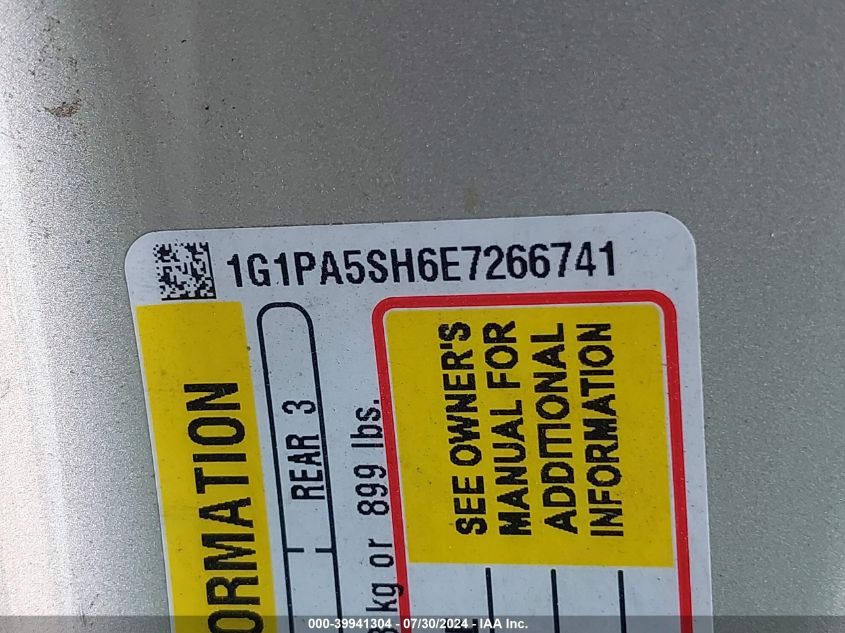 1G1PA5SH6E7266741
ORMATION
REAR 3
kg or 899 lbs.
SEE OWNER'S
MANUAL FOR
ADDITIONAL
INFORMATION
000-39941304 - 07/30/2024 - IAA Inc.